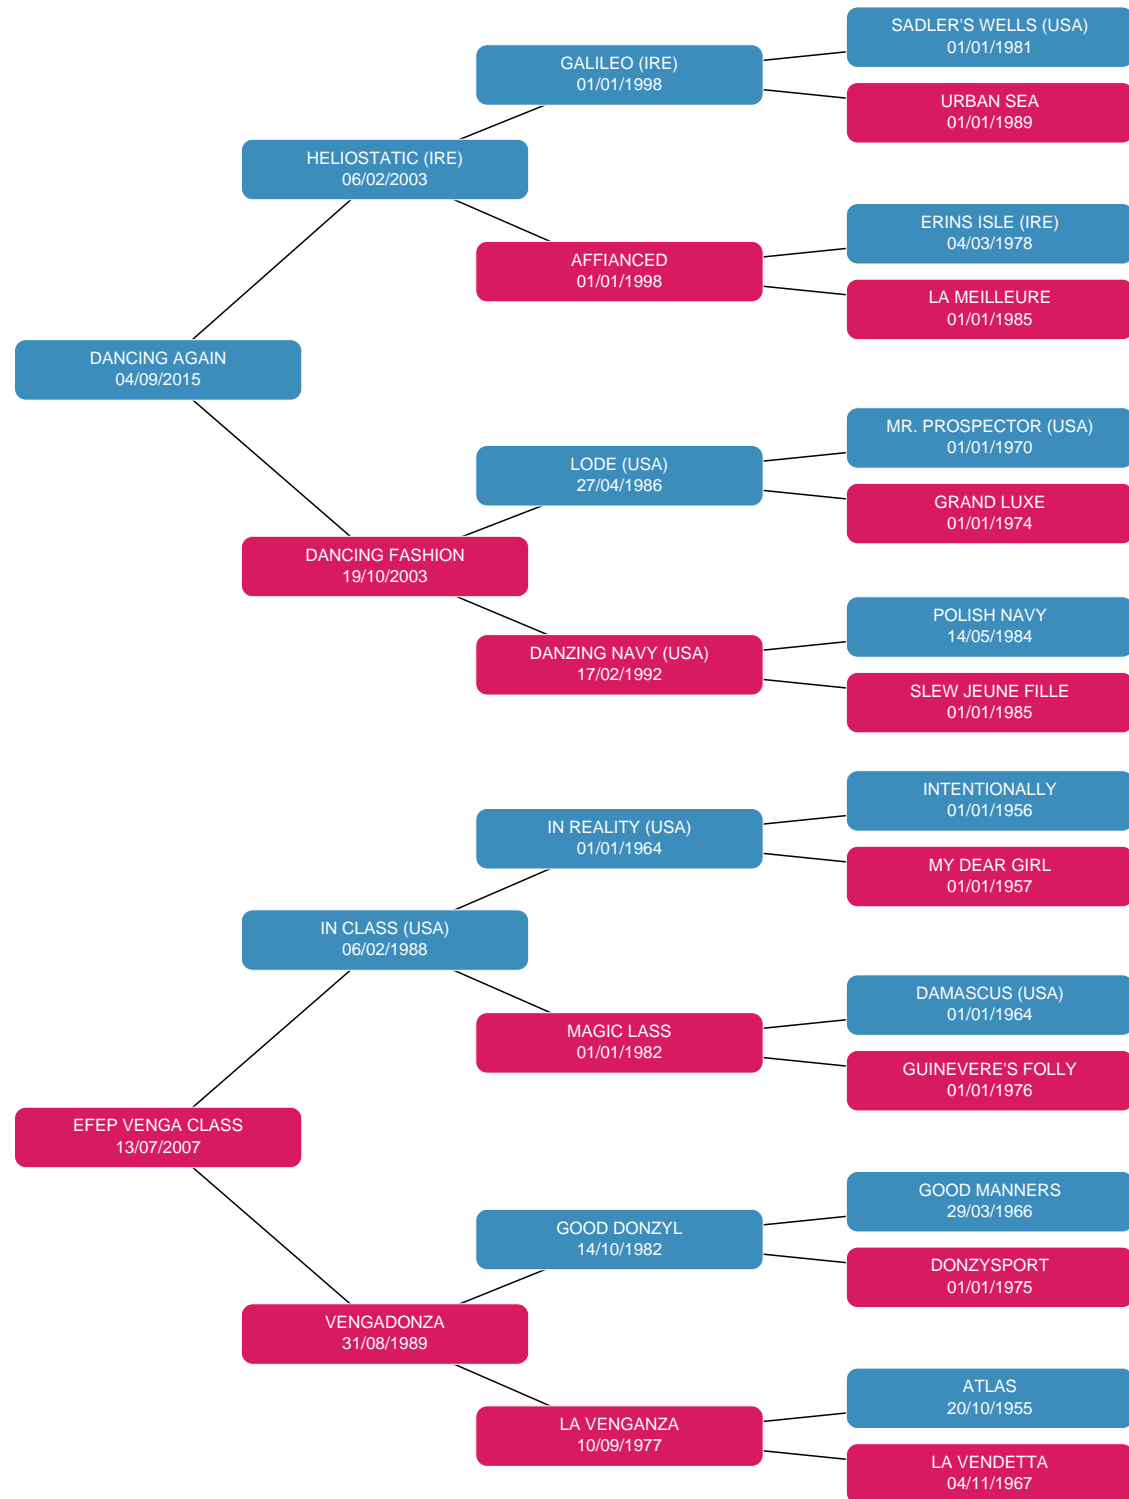 SADLER'S WELLS (USA)
01/01/1981
GALILEO (IRE)
01/01/1998
URBAN SEA
01/01/1989
HELIOSTATIC (IRE)
06/02/2003
ERINS ISLE (IRE)
04/03/1978
AFFIANCED
01/01/1998
LA MEILLEURE
01/01/1985
DANCING AGAIN
04/09/2015
MR. PROSPECTOR (USA)
01/01/1970
LODE (USA)
27/04/1986
GRAND LUXE
01/01/1974
DANCING FASHION
19/10/2003
POLISH NAVY
14/05/1984
DANZING NAVY (USA)
17/02/1992
SLEW JEUNE FILLE
01/01/1985
INTENTIONALLY
01/01/1956
IN REALITY (USA)
01/01/1964
MY DEAR GIRL
01/01/1957
IN CLASS (USA)
06/02/1988
DAMASCUS (USA)
01/01/1964
MAGIC LASS
01/01/1982
GUINEVERE'S FOLLY
01/01/1976
EFEP VENGA CLASS
13/07/2007
GOOD MANNERS
29/03/1966
GOOD DONZYL
14/10/1982
DONZYSPORT
01/01/1975
VENGADONZA
31/08/1989
ATLAS
20/10/1955
LA VENGANZA
10/09/1977
LA VENDETTA
04/11/1967